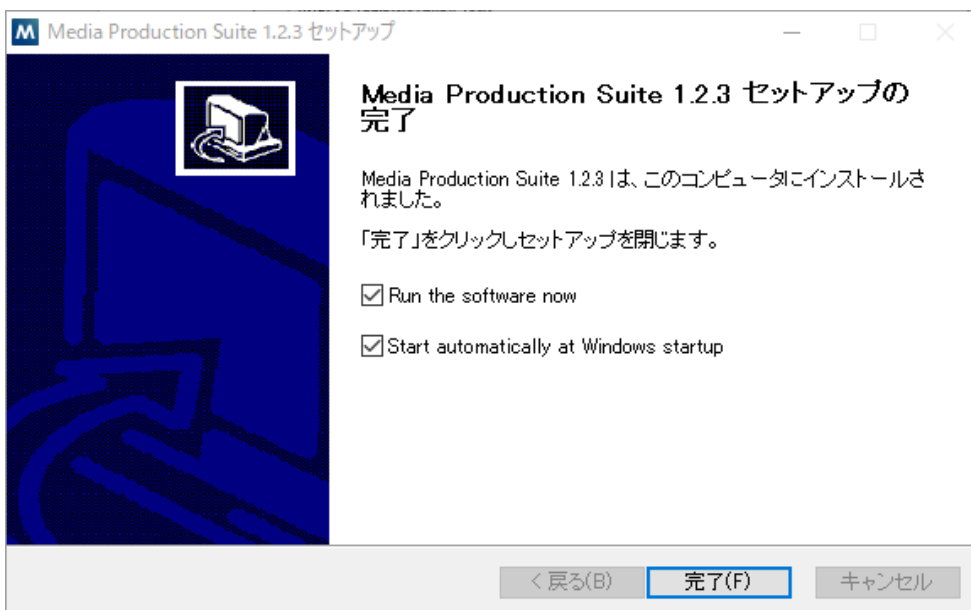 Media Production Suite 1.2.3 セットアップ
Media Production Suite 1.2.3 セットアップの
完了
Media Production Suite 1.2.3 は、このコンピュータにインストールさ
れました。
「完了」をクリックしセットアップを閉じます。
Run the software now
Start automatically at Windows startup
< 戻る(B)
完了(F)
キャンセル